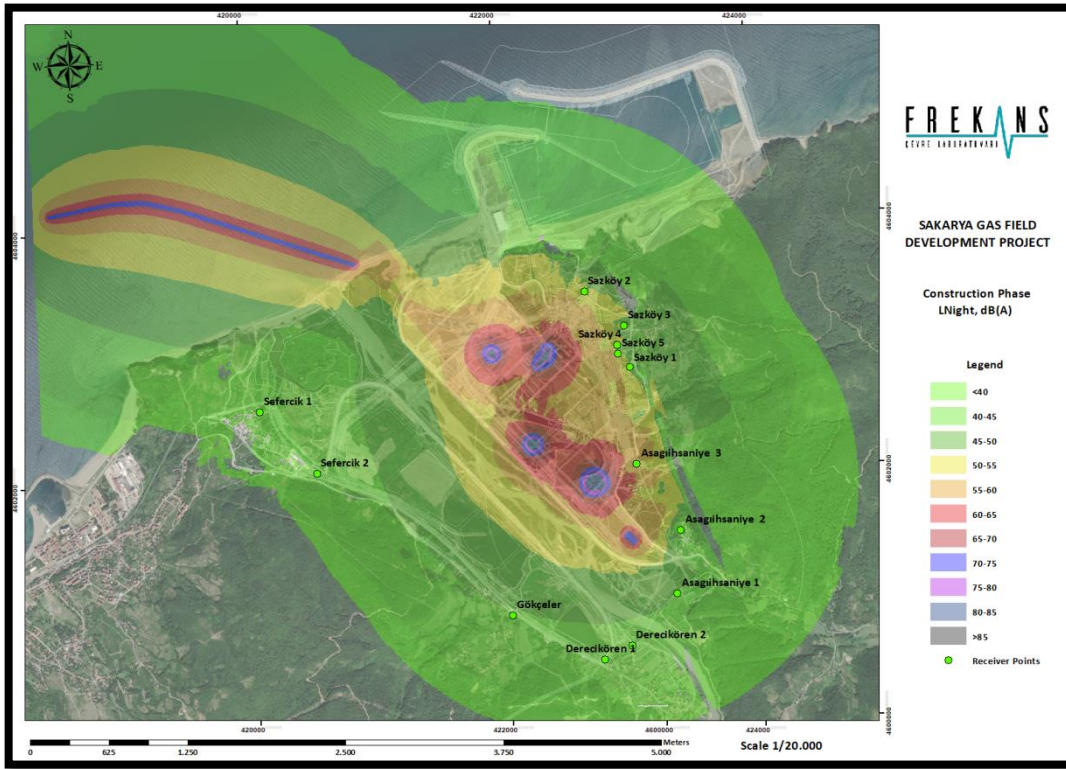 420000 422000 424000
N
W E
S
FREKANS
ÇEVRE LABORATUVARI
SAKARYA GAS FIELD
DEVELOPMENT PROJECT
Construction Phase
LNight, dB(A)
Legend
<40
40-45
45-50
50-55
55-60
60-65
65-70
70-75
75-80
80-85
>85
Receiver Points
4604000
4604000
Sazköy 2
Sazköy 3
Sazköy 4
Sazköy 5
Sazköy 1
Sefercik 1
Sefercik 2
Asagiihsaniye 3
4602000
4602000
Asagiihsaniye 2
Asagiihsaniye 1
Gökçeler
Derecikören 2
Derecikören 1
4600000
420000 422000 4600000 424000
0 625 1.250 2.500 3.750 5.000
Meters
Scale 1/20.000